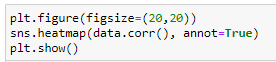 plt.figure(figsize=(20,20))
sns.heatmap(data.corr(), annot=True)
plt.show()